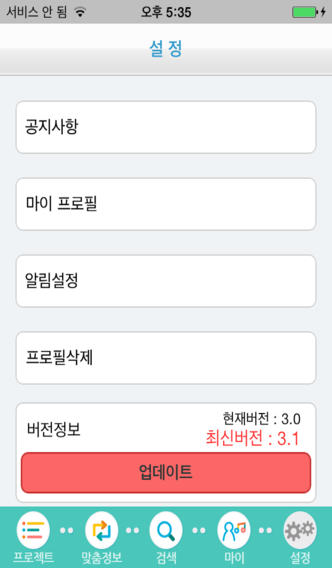 서비스 안 됨 오후 5:35
설 정
공지사항
마이 프로필
알림설정
프로필삭제
버전정보 현재버전 : 3.0
최신버전 : 3.1
업데이트
프로젝트 맞춤정보 검색 마이 설정